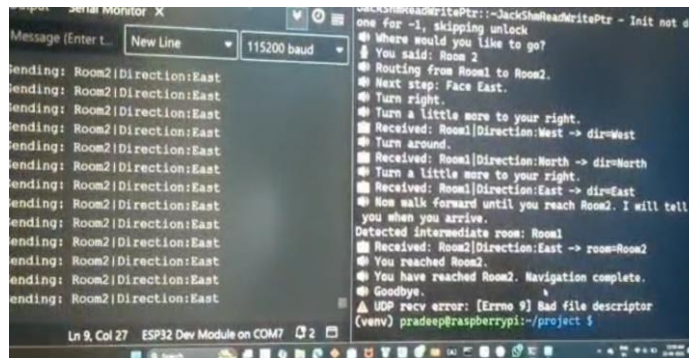 Output Serial Monitor ×
Message (Enter t...
New Line
115200 baud
Sending: Room2|Direction:East
Sending: Room2|Direction:East
Sending: Room2|Direction:East
Sending: Room2|Direction:East
Sending: Room2|Direction:East
Sending: Room2|Direction:East
Sending: Room2|Direction:East
Sending: Room2|Direction:East
Sending: Room2|Direction:East
Sending: Room2|Direction:East
Sending: Room2|Direction:East
Sending: Room2|Direction:East
Ln 9, Col 27 ESP32 Dev Module on COM7 2
JackShmReadWritePtr::~JackShmReadWritePtr - Init not d
one for -1, skipping unlock
Where would you like to go?
You said: Room 2
Routing from Room1 to Room2.
Next step: Face East.
Turn right.
Turn a little more to your right.
Received: Room1|Direction:West -> dir=West
Turn around.
Received: Room1|Direction:North -> dir=North
Turn a little more to your right.
Received: Room1|Direction:East -> dir=East
Now walk forward until you reach Room2. I will tell
you when you arrive.
Detected intermediate room: Room1
Received: Room2|Direction:East -> room=Room2
You reached Room2.
You have reached Room2. Navigation complete.
Goodbye.
UDP recv error: [Errno 9] Bad file descriptor
(venv) pradeep@raspberrypi:~/project $